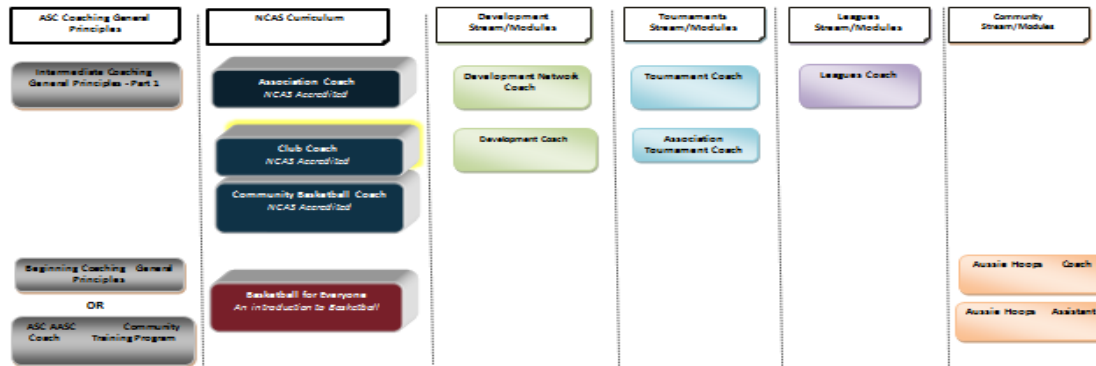 ASC Coaching General
Principles
NCAS Curriculum
Development
Stream/Modules
Tournaments
Stream/Modules
Leagues
Stream/Modules
Community
Stream/Modules
Intermediate Coaching
General Principles - Part 1
Association Coach
NCAS Accredited
Development Network
Coach
Tournament Coach
Leagues Coach
Club Coach
NCAS Accredited
Development Coach
Association
Tournament Coach
Community Basketball Coach
NCAS Accredited
Beginning Coaching General
Principles
OR
ASC AASC Community
Coach Training Program
Basketball for Everyone
An introduction to Basketball
Aussie Hoops Coach
Aussie Hoops Assistant